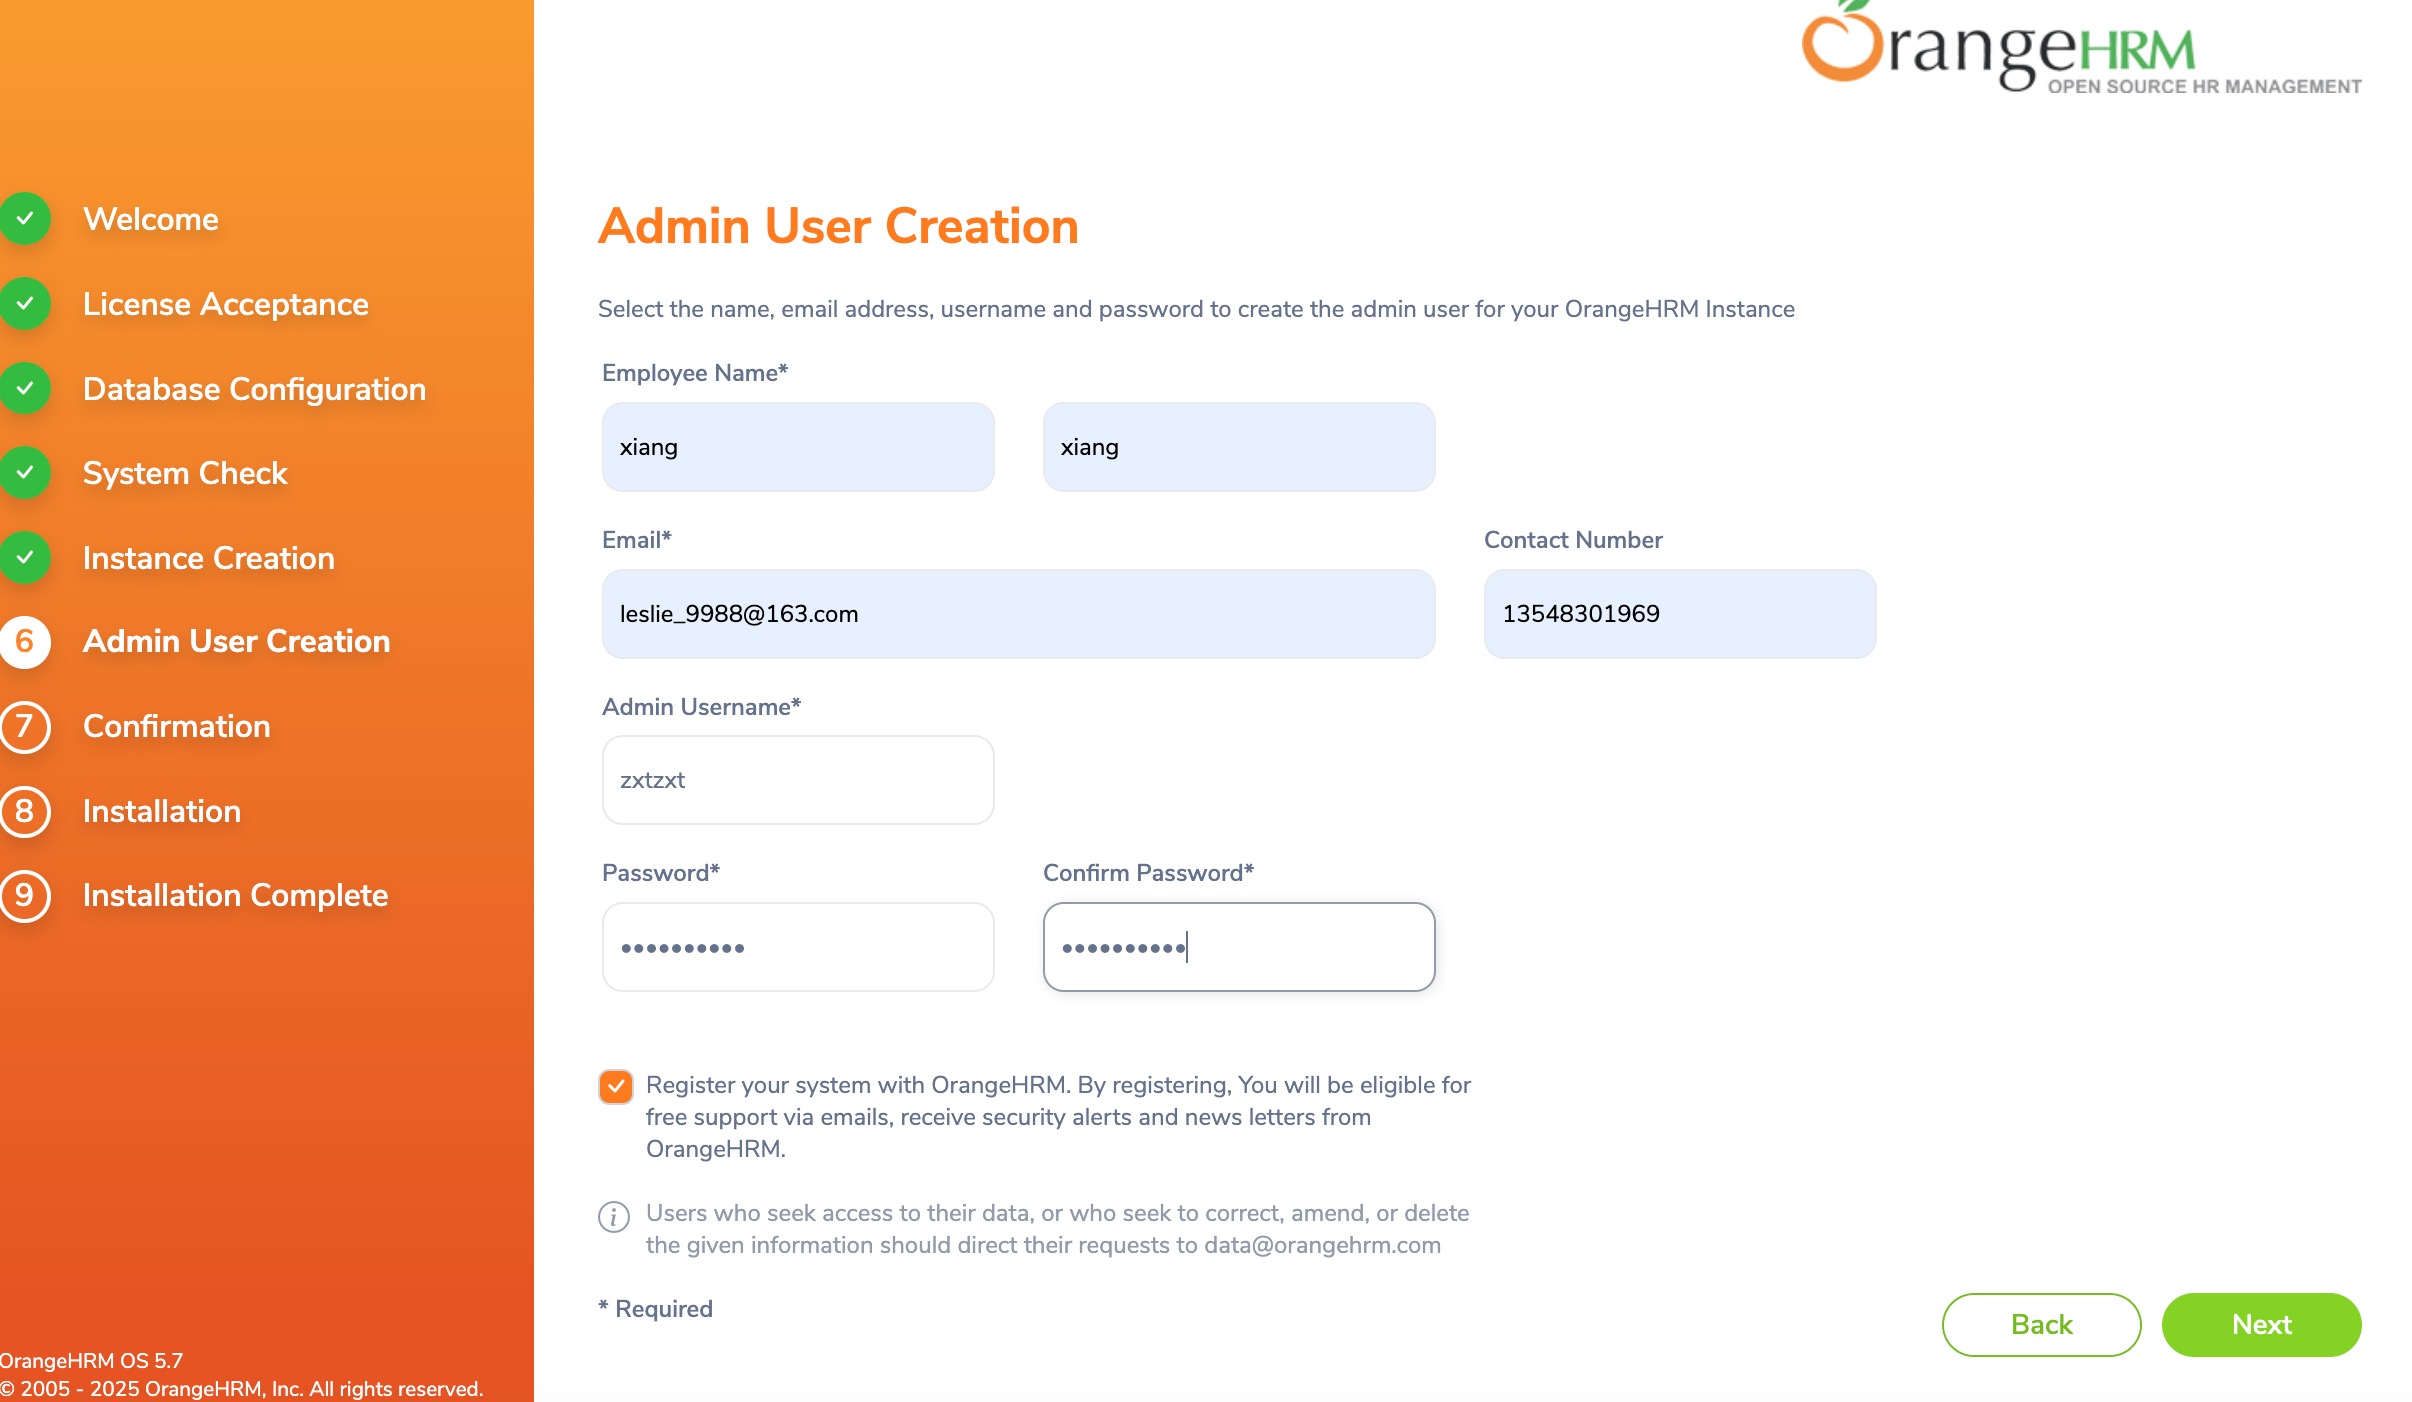 OrangeHRM
OPEN SOURCE HR MANAGEMENT
Welcome
License Acceptance
Database Configuration
System Check
Instance Creation
6 Admin User Creation
7 Confirmation
8 Installation
9 Installation Complete
OrangeHRM OS 5.7
© 2005 - 2025 OrangeHRM, Inc. All rights reserved.
Admin User Creation
Select the name, email address, username and password to create the admin user for your OrangeHRM Instance
Employee Name*
xiang xiang
Email* Contact Number
leslie_9988@163.com 13548301969
Admin Username*
zxtzxt
Password* Confirm Password*
•••••••••• ••••••••••
Register your system with OrangeHRM. By registering, You will be eligible for
free support via emails, receive security alerts and news letters from
OrangeHRM.
Users who seek access to their data, or who seek to correct, amend, or delete
the given information should direct their requests to data@orangehrm.com
* Required
Back Next